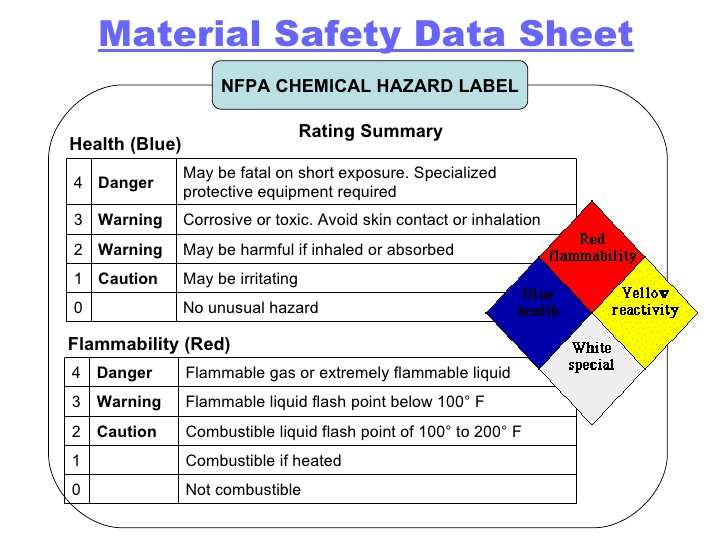 Material Safety Data Sheet
NFPA CHEMICAL HAZARD LABEL
Rating Summary
Health (Blue)
4 Danger May be fatal on short exposure. Specialized
protective equipment required
3 Warning Corrosive or toxic. Avoid skin contact or inhalation
2 Warning May be harmful if inhaled or absorbed
1 Caution May be irritating
0 No unusual hazard
Flammability (Red)
4 Danger Flammable gas or extremely flammable liquid
3 Warning Flammable liquid flash point below 100° F
2 Caution Combustible liquid flash point of 100° to 200° F
1 Combustible if heated
0 Not combustible
Red
flammability
Blue
health
Yellow
reactivity
White
special